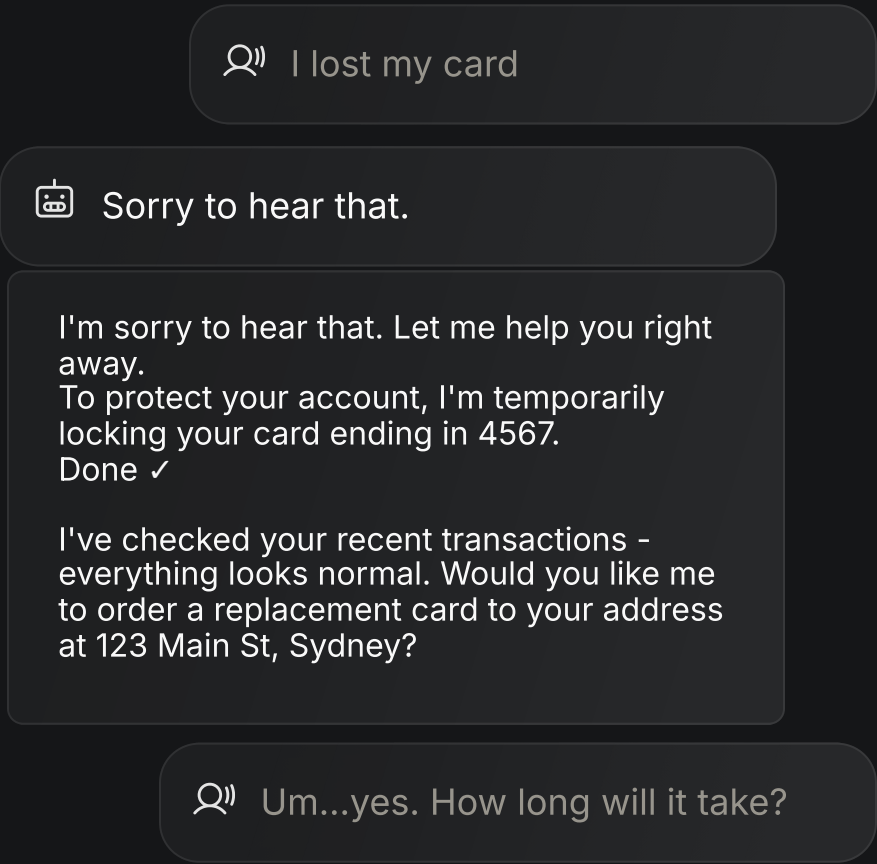 I lost my card
Sorry to hear that.
I'm sorry to hear that. Let me help you right
away.
To protect your account, I'm temporarily
locking your card ending in 4567.
Done ✓
I've checked your recent transactions -
everything looks normal. Would you like me
to order a replacement card to your address
at 123 Main St, Sydney?
Um...yes. How long will it take?